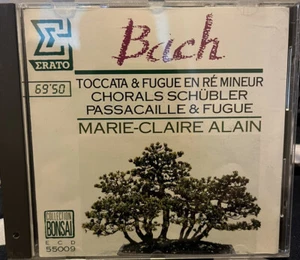 Bach
ERATO
69'50
TOCCATA & FUGUE EN RÉ MINEUR
CHORALS SCHÜBLER
PASSACAILLE & FUGUE
MARIE-CLAIRE ALAIN
COLLECTION
BONSAI
ECD
55009